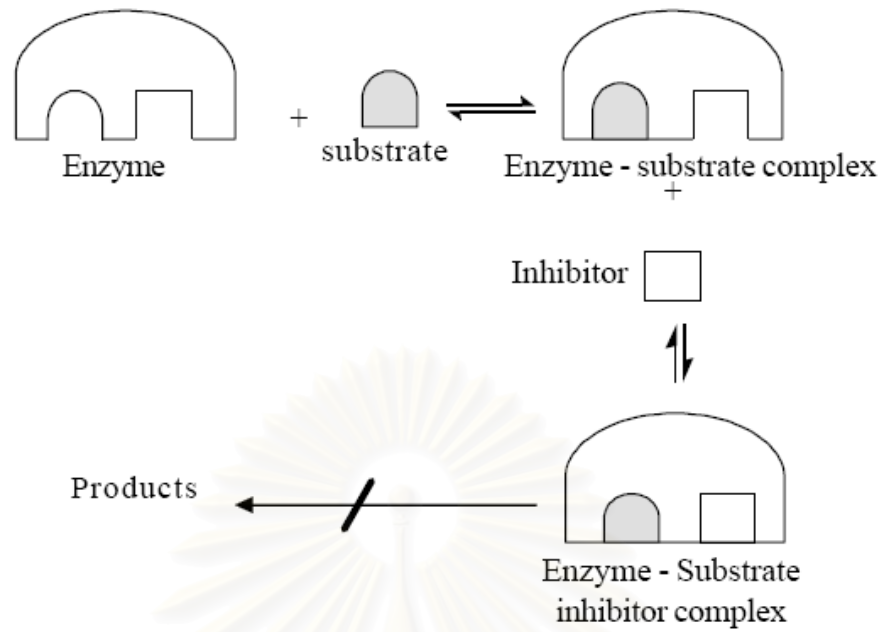 +
Enzyme
substrate
Enzyme - substrate complex
+
Inhibitor
Products
Enzyme - Substrate
inhibitor complex